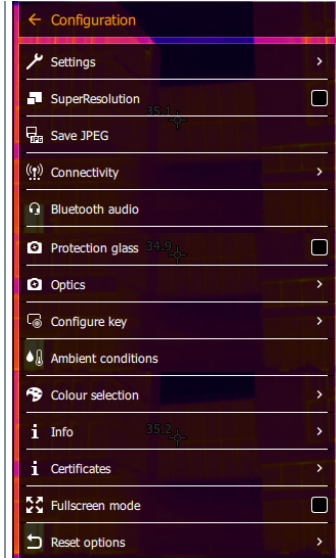 Configuration
Settings
SuperResolution
35.1
Save JPEG
Connectivity
Bluetooth audio
Protection glass
34.9
Optics
Configure key
Ambient conditions
Colour selection
Info
35.2
Certificates
Fullscreen mode
Reset options